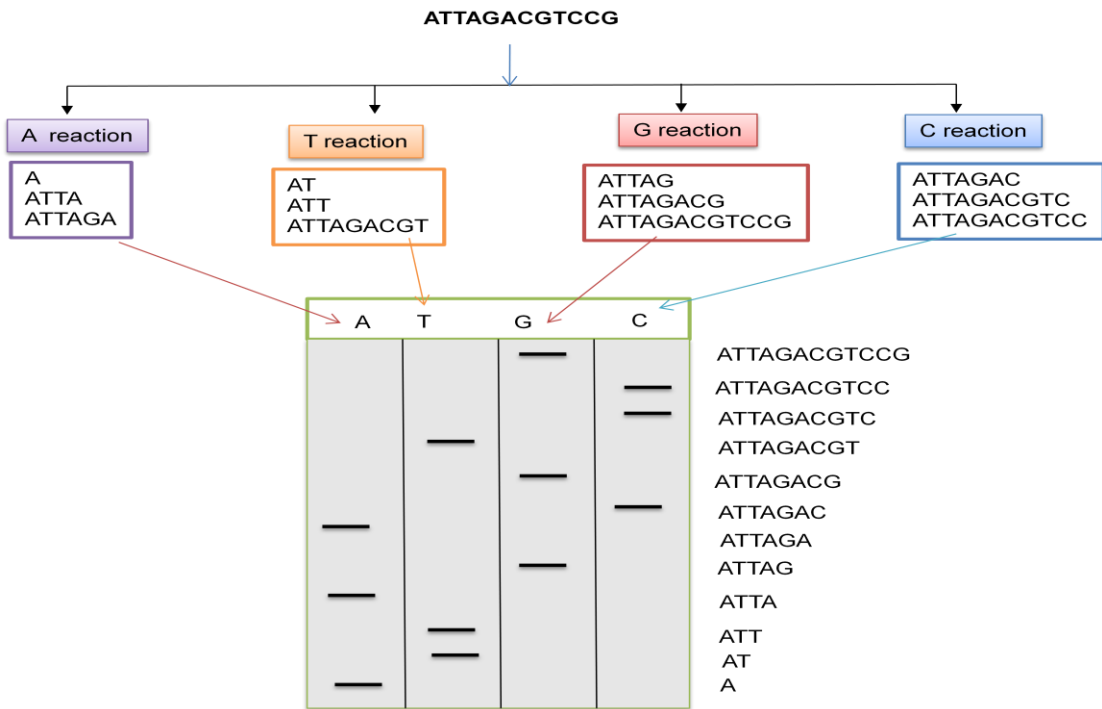 ATTAGACGTCCG
A reaction
T reaction
G reaction
C reaction
A
ATTA
ATTAGA
AT
ATT
ATTAGACGT
ATTAG
ATTAGACG
ATTAGACGTCCG
ATTAGAC
ATTAGACGTC
ATTAGACGTCC
A T G C
ATTAGACGTCCG
ATTAGACGTCC
ATTAGACGTC
ATTAGACGT
ATTAGACG
ATTAGAC
ATTAGA
ATTAG
ATTA
ATT
AT
A